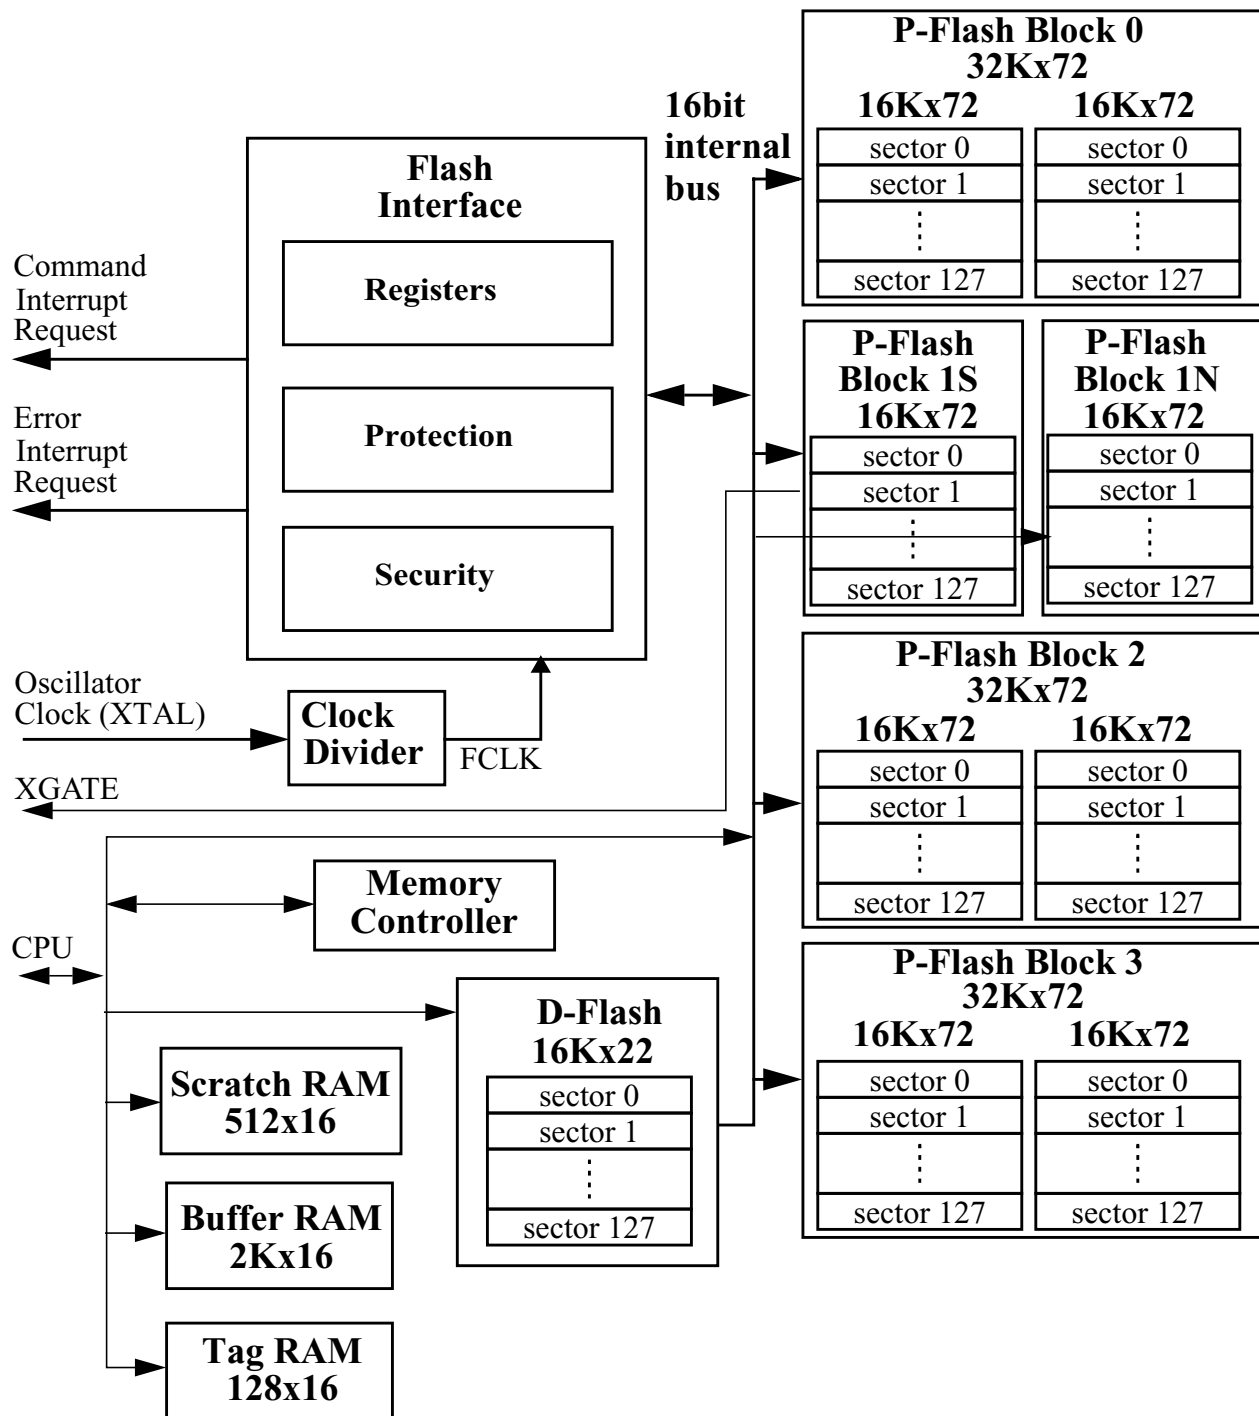 P-Flash Block 0
32Kx72
16Kx72
16Kx72
sector 0
sector 0
sector 1
sector 1
sector 127
sector 127
16bit
internal
bus
Flash
Interface
Registers
Protection
Security
Command
Interrupt
Request
Error
Interrupt
Request
P-Flash
Block 1S
16Kx72
sector 0
sector 1
sector 127
P-Flash
Block 1N
16Kx72
sector 0
sector 1
sector 127
Oscillator
Clock (XTAL)
Clock
Divider
FCLK
XGATE
P-Flash Block 2
32Kx72
16Kx72
16Kx72
sector 0
sector 0
sector 1
sector 1
sector 127
sector 127
Memory
Controller
CPU
D-Flash
16Kx22
sector 0
sector 1
sector 127
P-Flash Block 3
32Kx72
16Kx72
16Kx72
sector 0
sector 0
sector 1
sector 1
sector 127
sector 127
Scratch RAM
512x16
Buffer RAM
2Kx16
Tag RAM
128x16